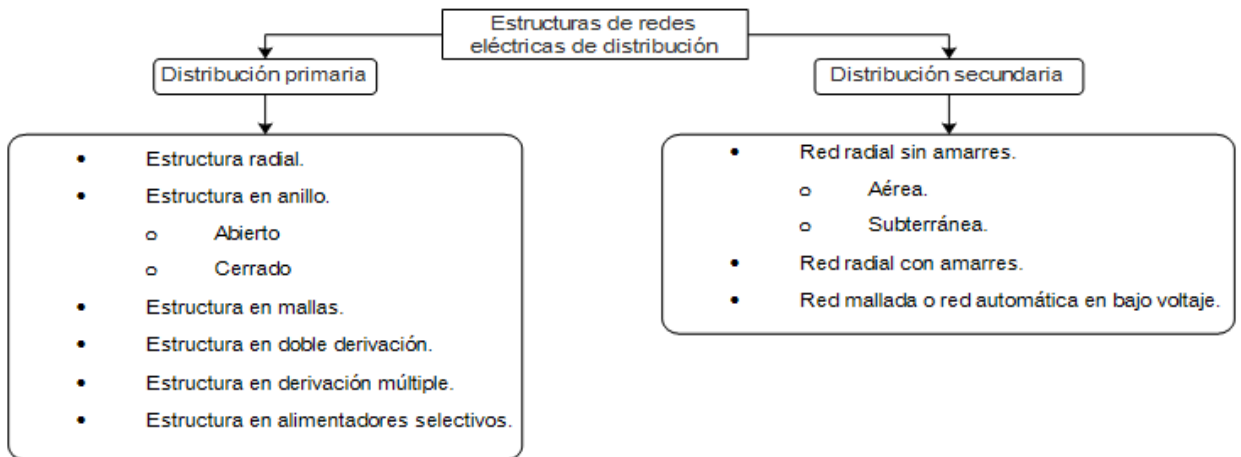 Estructuras de redes
eléctricas de distribución
Distribución primaria
• Estructura radial.
• Estructura en anillo.
o Abierto
o Cerrado
• Estructura en mallas.
• Estructura en doble derivación.
• Estructura en derivación múltiple.
• Estructura en alimentadores selectivos.
Distribución secundaria
• Red radial sin amarres.
o Aérea.
o Subterránea.
• Red radial con amarres.
• Red mallada o red automática en bajo voltaje.